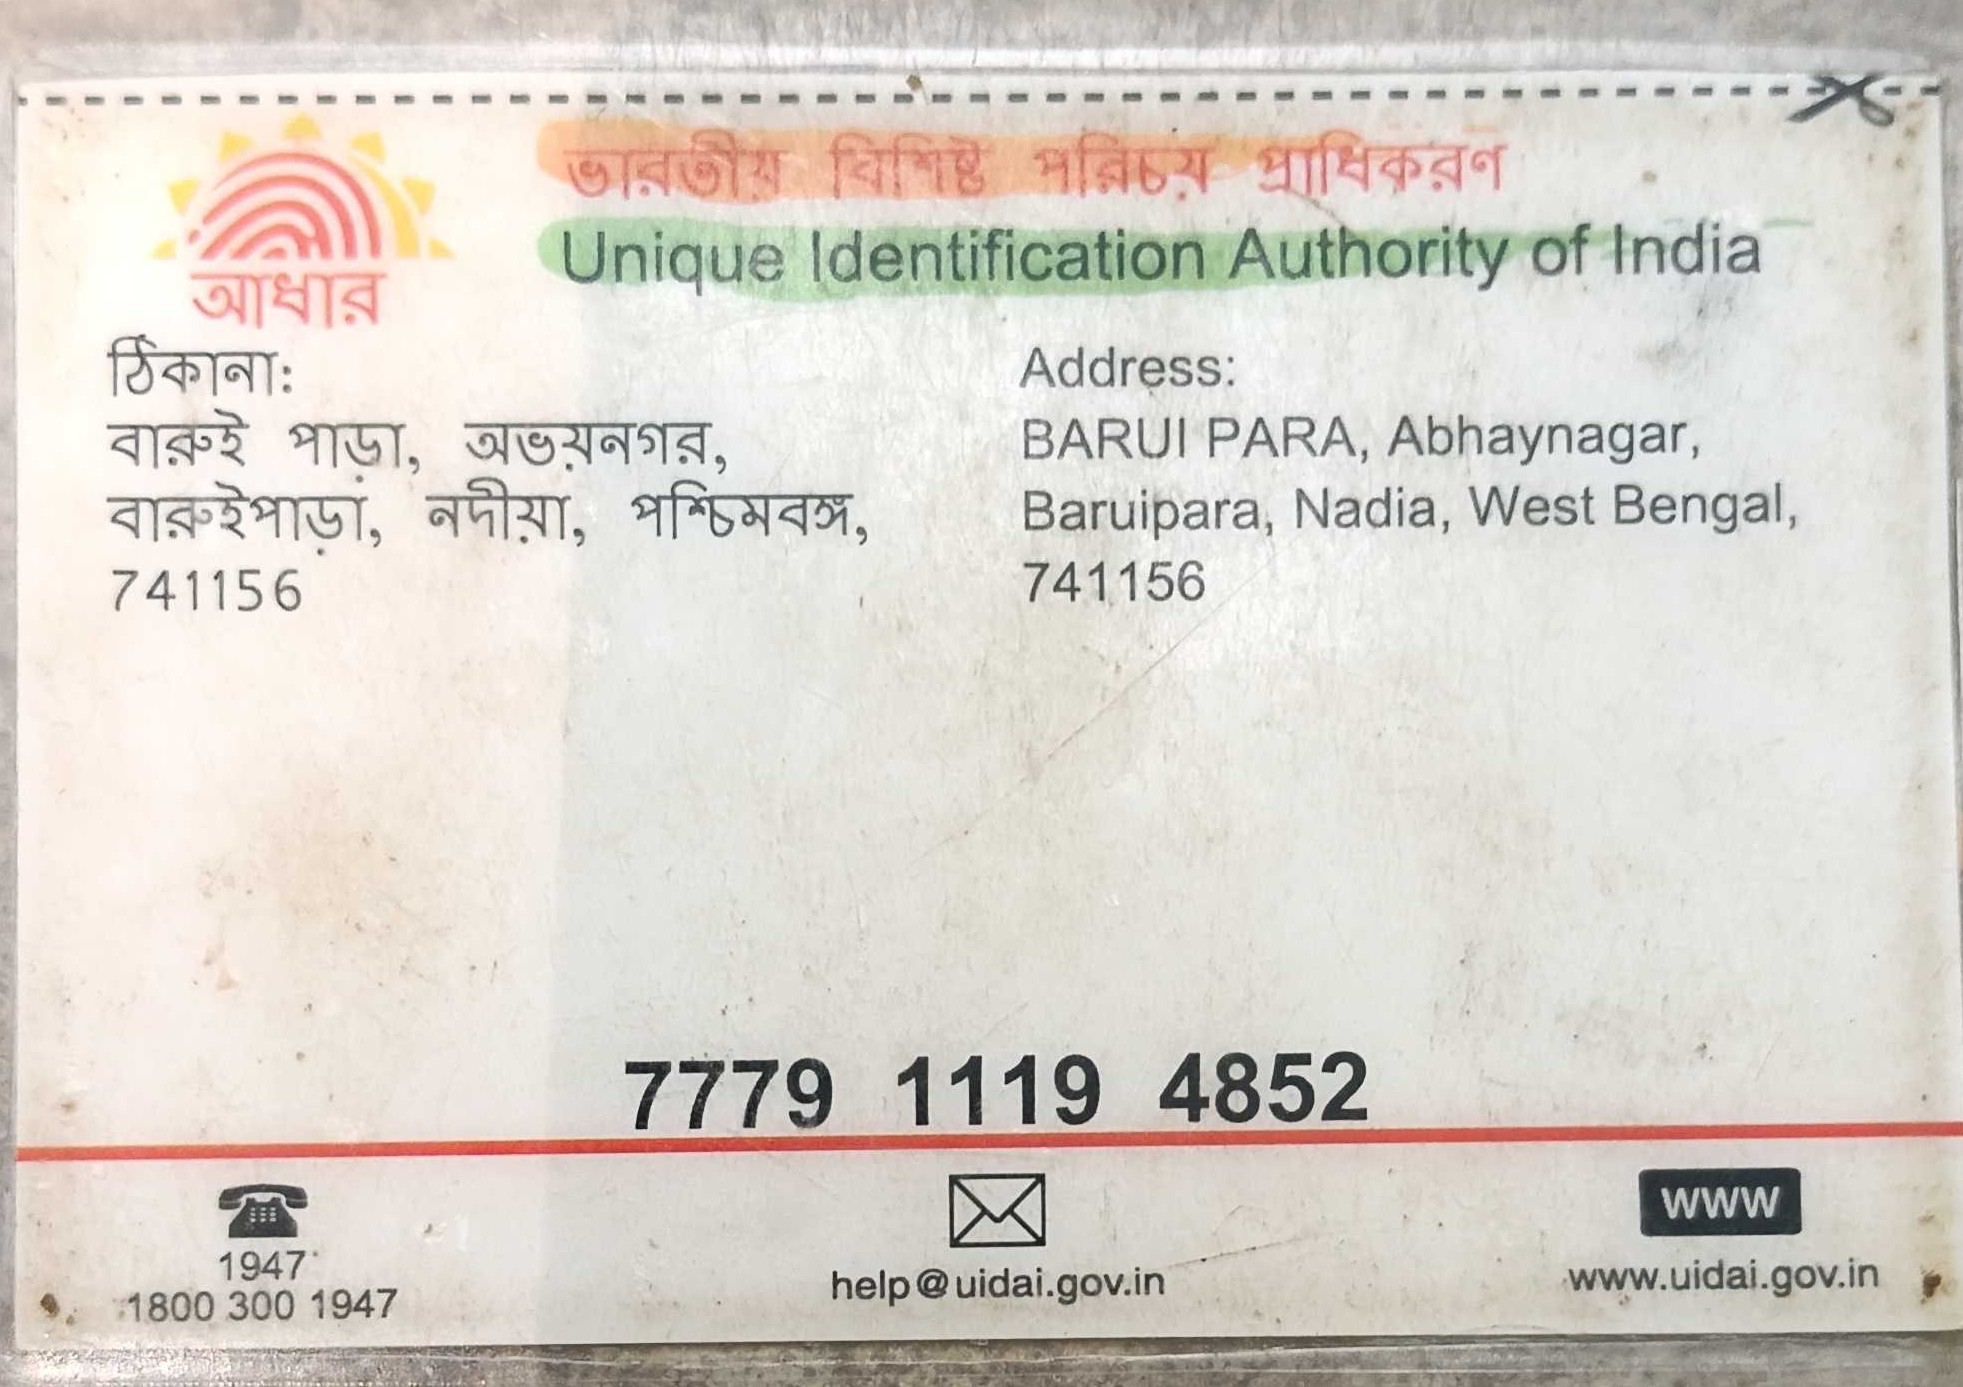 ভারতীয় বিশিষ্ট পরিচয় প্রাধিকরণ
Unique Identification Authority of India
আধার
ঠিকানা:
বারুই পাড়া, অভয়নগর,
বারুইপাড়া, নদীয়া, পশ্চিমবঙ্গ,
741156
Address:
BARUI PARA, Abhaynagar,
Baruipara, Nadia, West Bengal,
741156
7779 1119 4852
1947
1800 300 1947
help@uidai.gov.in
www
www.uidai.gov.in